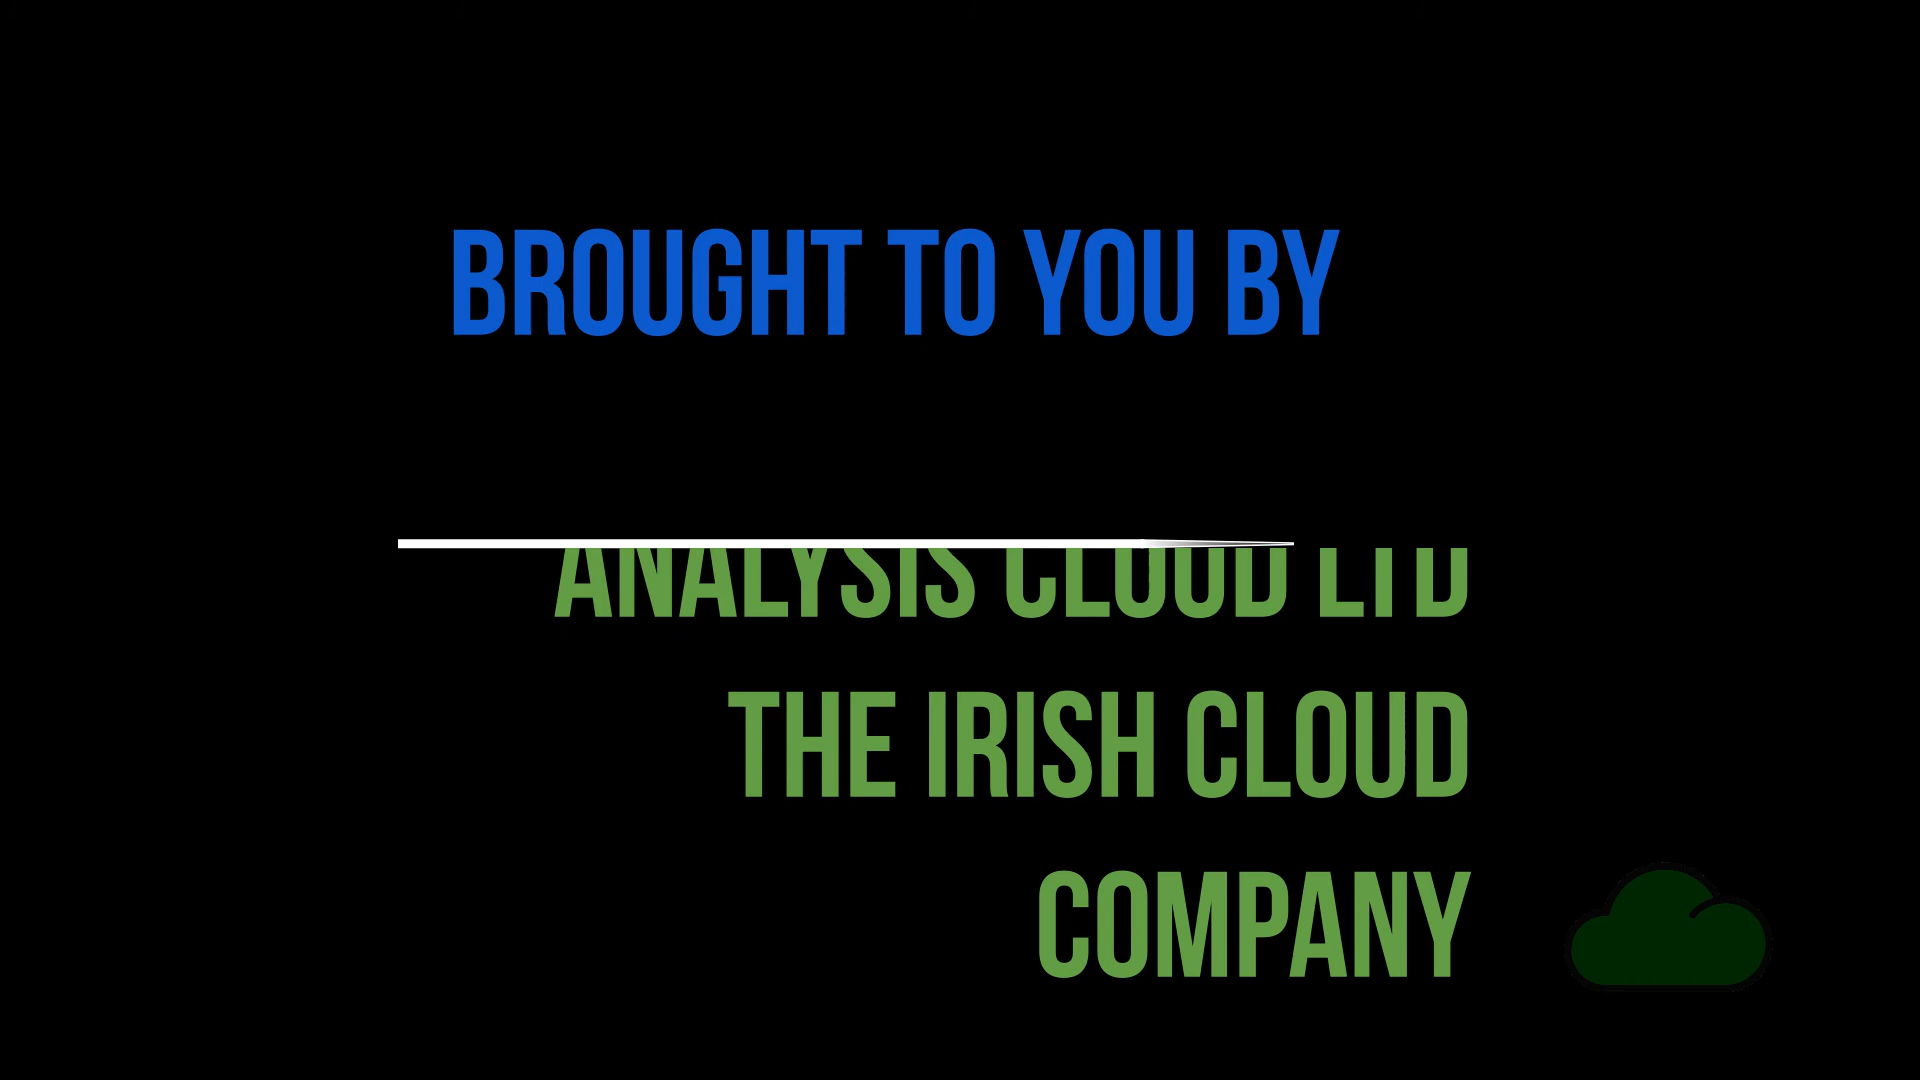 BROUGHT TO YOU BY
ANALYSIS CLOUD LTD
THE IRISH CLOUD
COMPANY